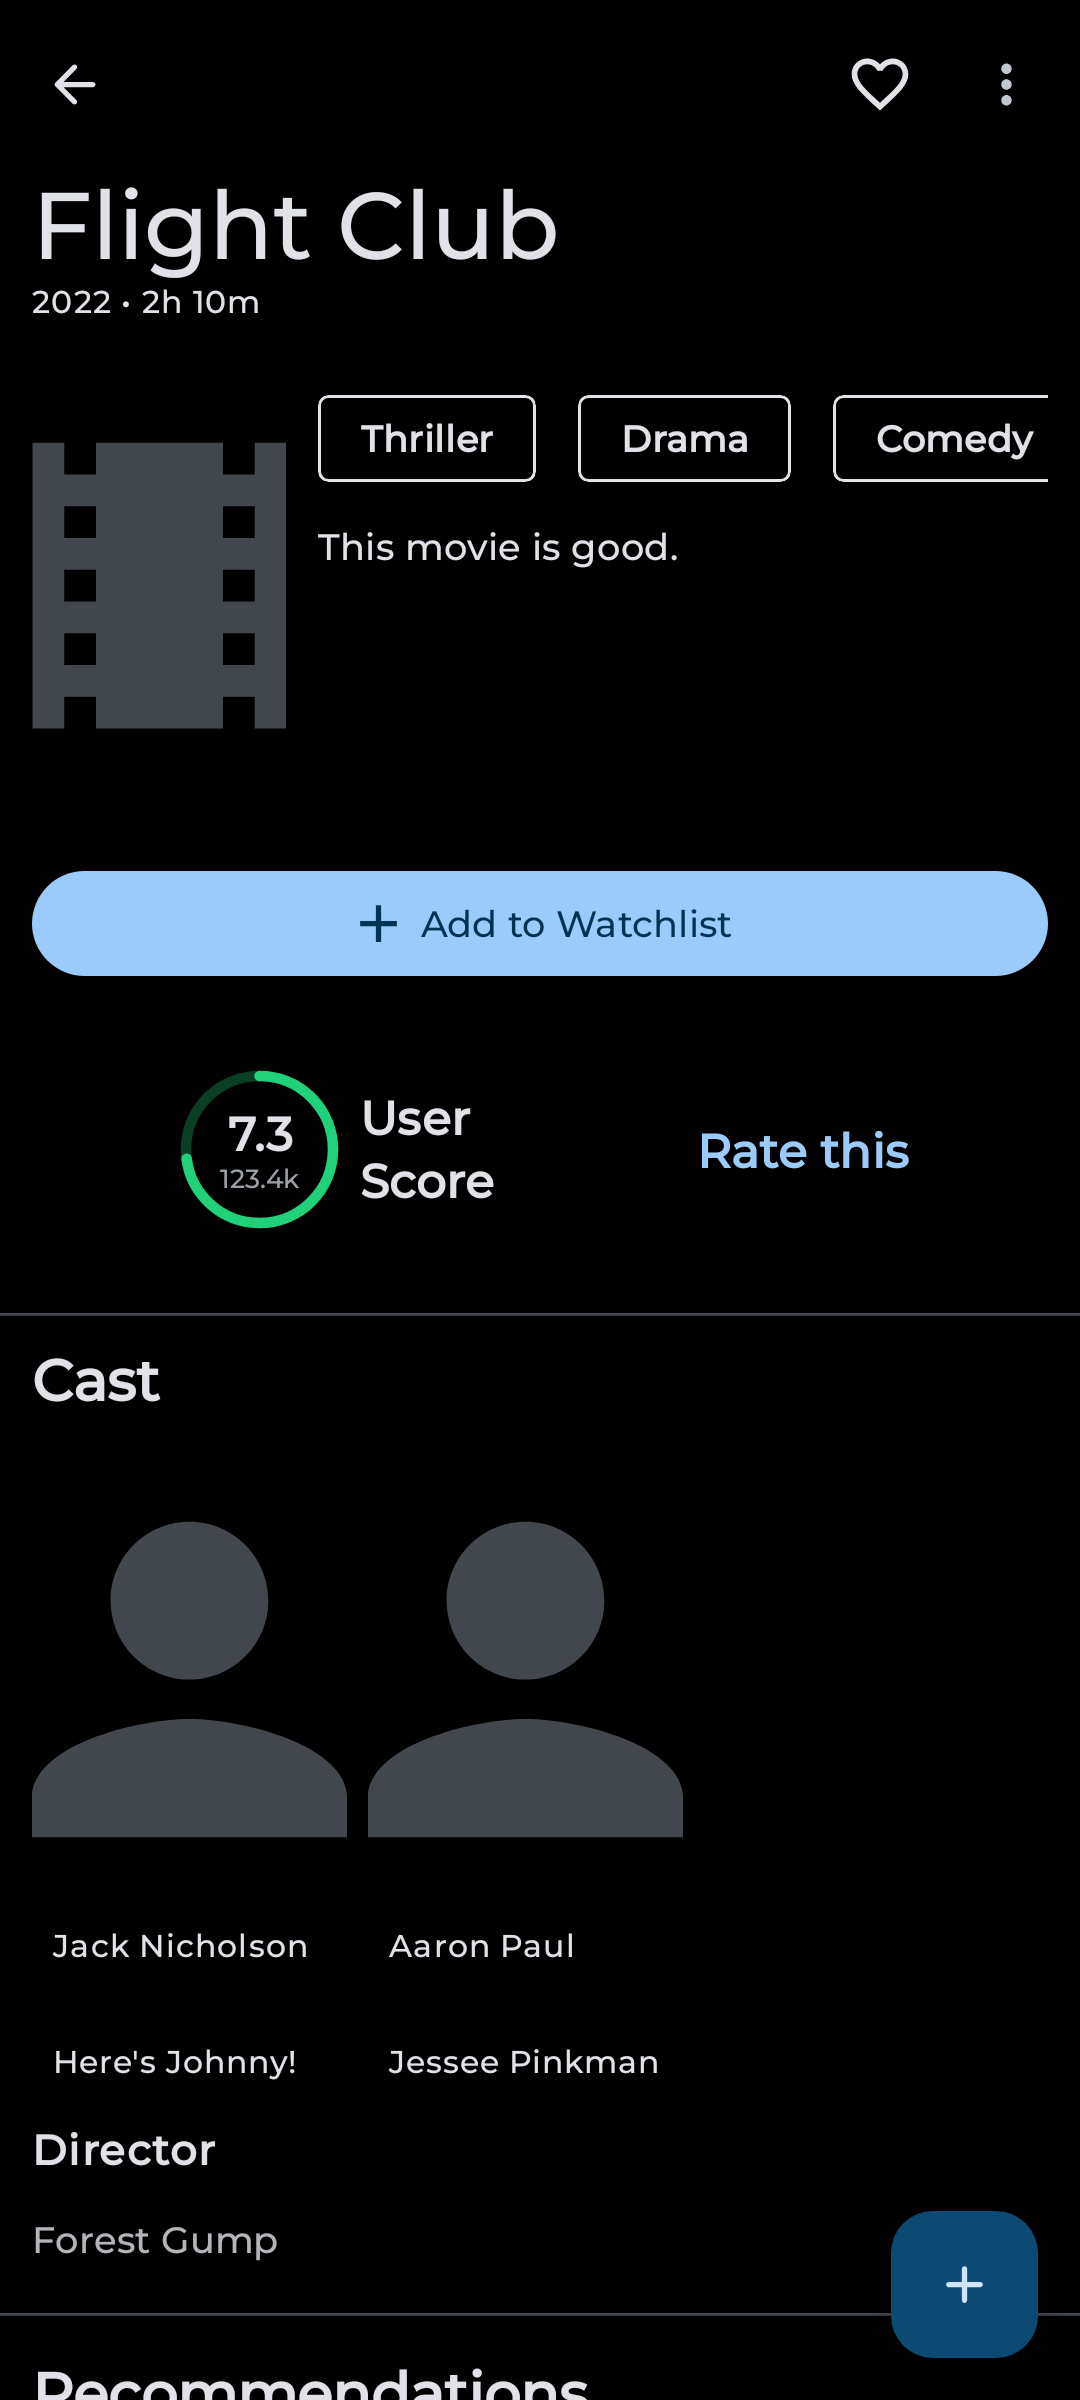 Flight Club
2022 • 2h 10m
Thriller
Drama
Comedy
This movie is good.
Add to Watchlist
7.3
123.4k
User
Score
Rate this
Cast
Jack Nicholson
Aaron Paul
Here's Johnny!
Jessee Pinkman
Director
Forest Gump
Recommendations